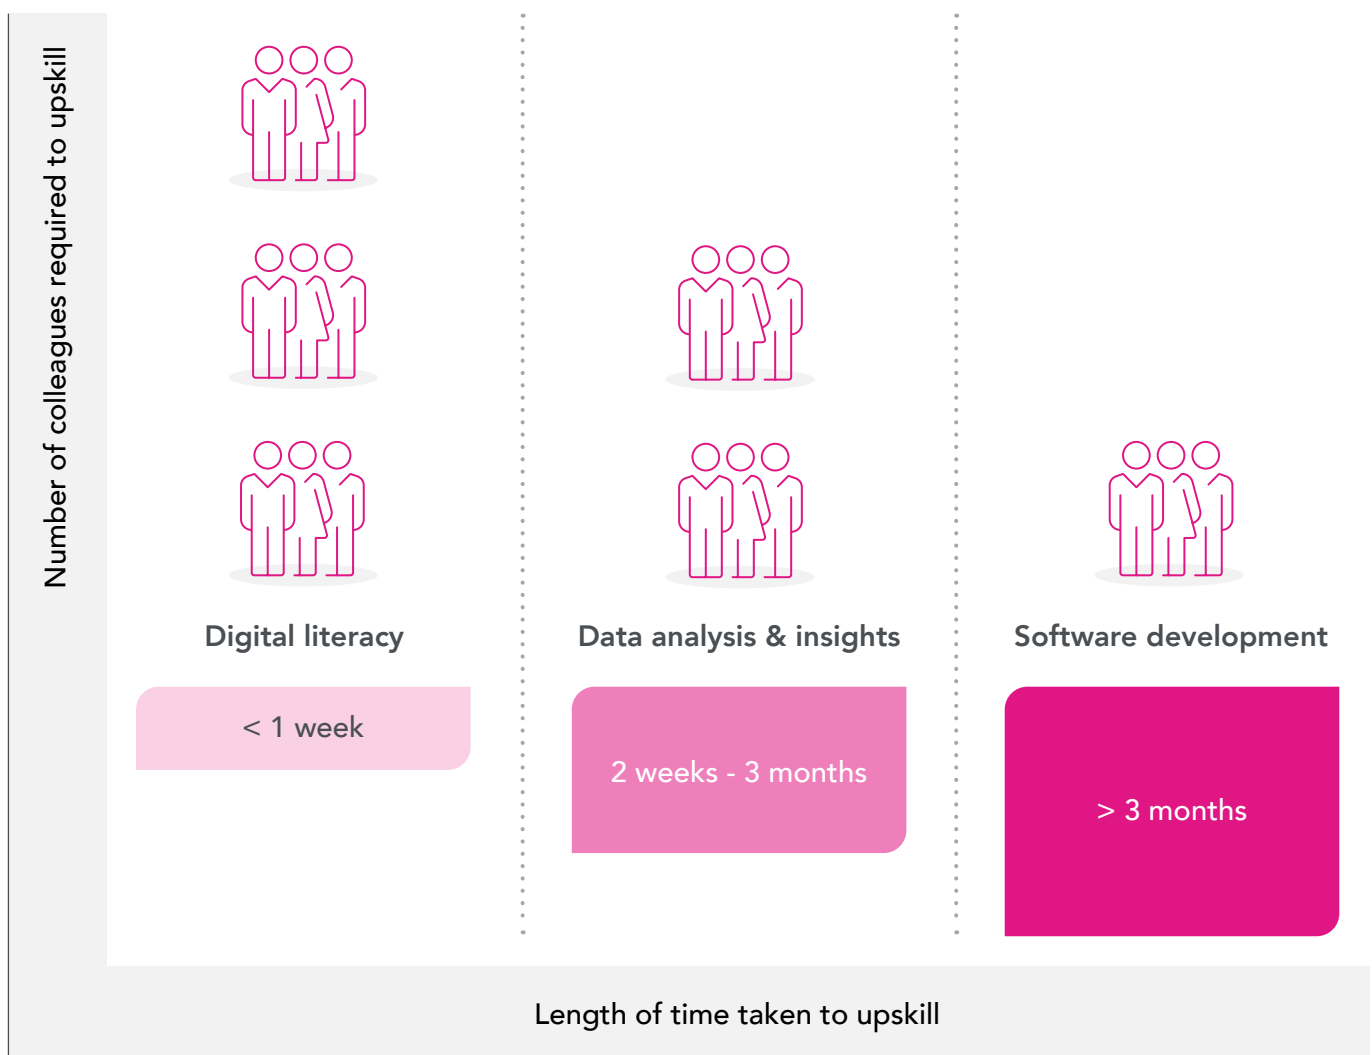 Number of colleagues required to upskill
Digital literacy
Data analysis & insights
Software development
< 1 week
2 weeks - 3 months
> 3 months
Length of time taken to upskill